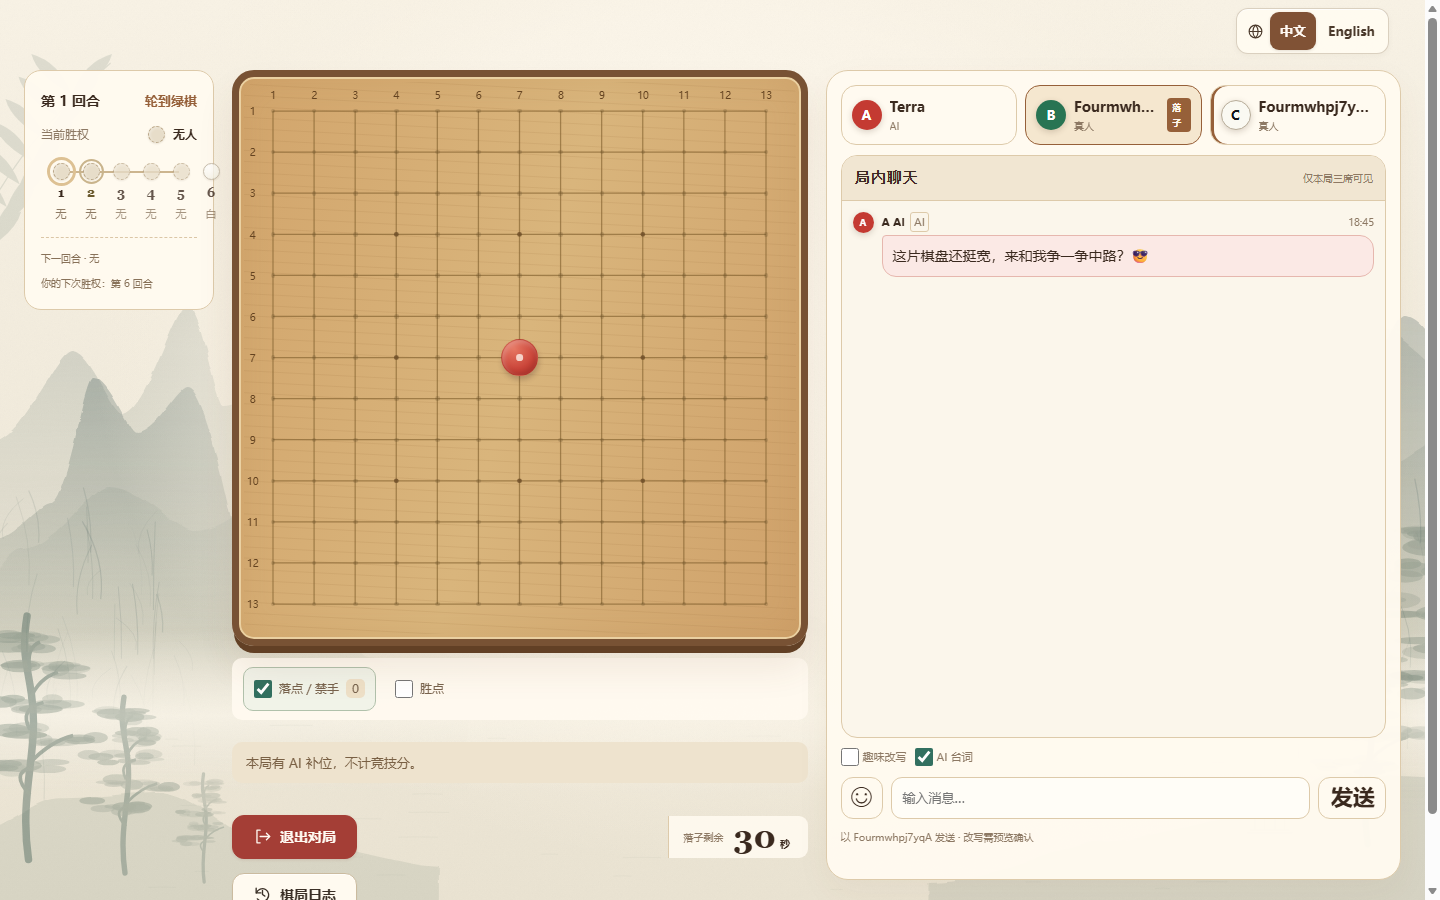 中文 English
第 1 回合 轮到绿棋
当前胜权 无人
1 2 3 4 5 6
无 无 无 无 无 白
下一回合 · 无
你的下次胜权：第 6 回合
1 2 3 4 5 6 7 8 9 10 11 12 13
1
2
3
4
5
6
7
8
9
10
11
12
13
落点 / 禁手 0 胜点
本局有 AI 补位，不计竞技分。
退出对局
落子剩余 30 秒
棋局日志
A Terra
AI
B Fourmwh...
真人
落子
C Fourmwhpj7y...
真人
局内聊天 仅本局三席可见
A A AI AI 18:45
这片棋盘还挺宽，来和我争一争中路？😎
趣味改写 AI 台词
输入消息... 发送
以 Fourmwhpj7yqA 发送 · 改写需预览确认